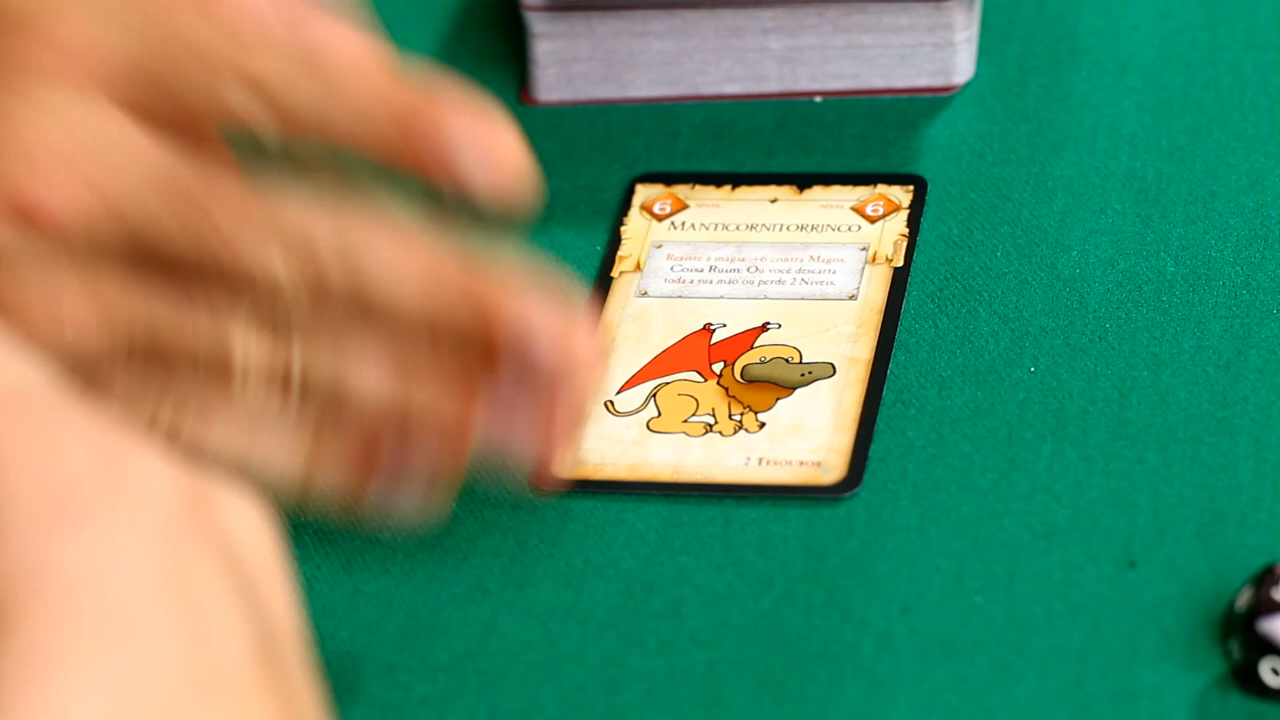 6 NÍVEL NÍVEL 6
MANTICORNITORRINCO
Resiste à magia: +6 contra Magos.
Coisa Ruim: Ou você descarta
toda a sua mão ou perde 2 Níveis.
2 TESOUROS